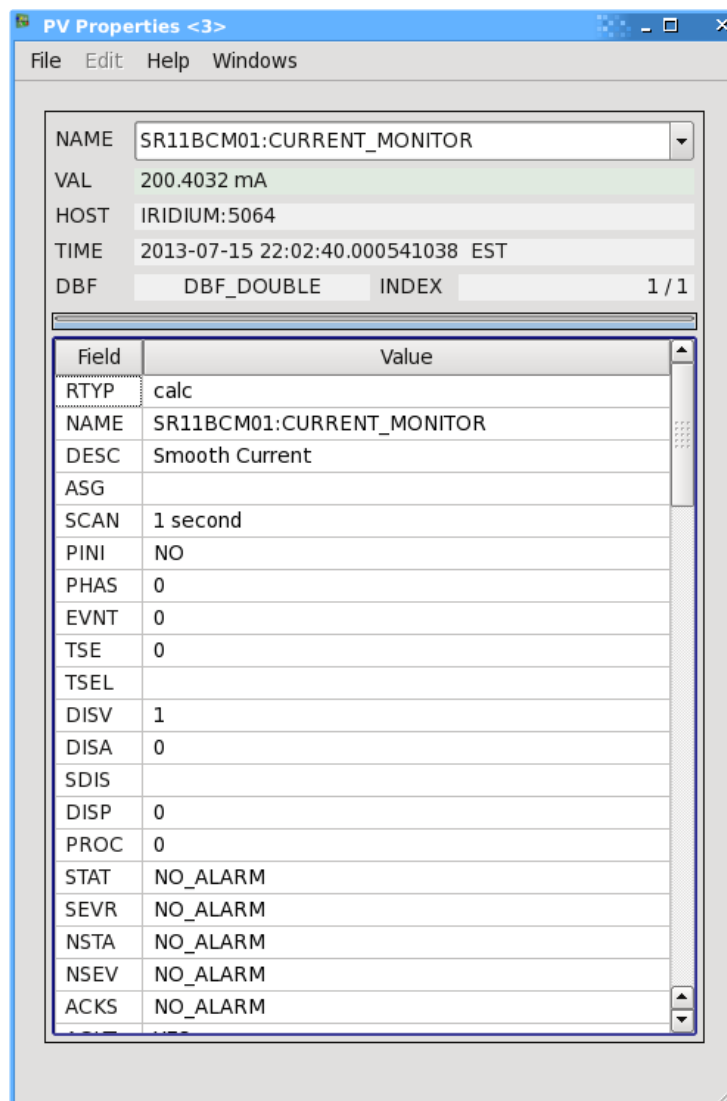 PV Properties <3>
File Edit Help Windows
NAME SR11BCM01:CURRENT_MONITOR
VAL 200.4032 mA
HOST IRIDIUM:5064
TIME 2013-07-15 22:02:40.000541038 EST
DBF DBF_DOUBLE INDEX 1 / 1
Field Value
RTYP calc
NAME SR11BCM01:CURRENT_MONITOR
DESC Smooth Current
ASG
SCAN 1 second
PINI NO
PHAS 0
EVNT 0
TSE 0
TSEL
DISV 1
DISA 0
SDIS
DISP 0
PROC 0
STAT NO_ALARM
SEVR NO_ALARM
NSTA NO_ALARM
NSEV NO_ALARM
ACKS NO_ALARM